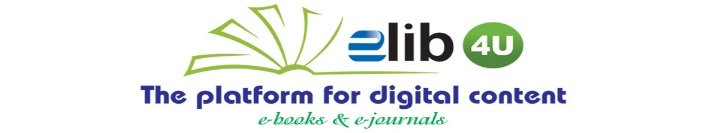 elib 4U
The platform for digital content
e-books & e-journals